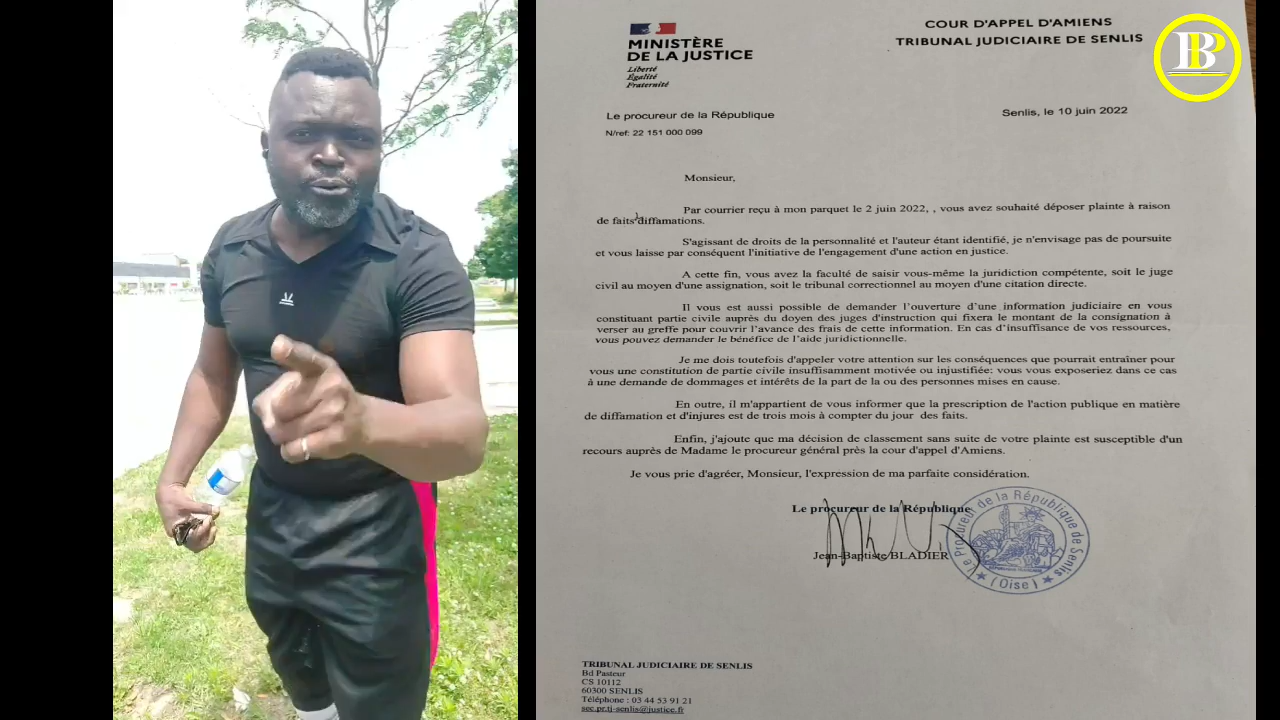 MINISTÈRE
DE LA JUSTICE
Liberté
Égalité
Fraternité
COUR D'APPEL D'AMIENS
TRIBUNAL JUDICIAIRE DE SENLIS
BP
Le procureur de la République
N/ref: 22 151 000 099
Senlis, le 10 juin 2022
Monsieur,
Par courrier reçu à mon parquet le 2 juin 2022, , vous avez souhaité déposer plainte à raison
de faits diffamations.
S'agissant de droits de la personnalité et l'auteur étant identifié, je n'envisage pas de poursuite
et vous laisse par conséquent l'initiative de l'engagement d'une action en justice.
A cette fin, vous avez la faculté de saisir vous-même la juridiction compétente, soit le juge
civil au moyen d'une assignation, soit le tribunal correctionnel au moyen d'une citation directe.
Il vous est aussi possible de demander l'ouverture d'une information judiciaire en vous
constituant partie civile auprès du doyen des juges d'instruction qui fixera le montant de la consignation à
verser au greffe pour couvrir l'avance des frais de cette information. En cas d'insuffisance de vos ressources,
vous pouvez demander le bénéfice de l'aide juridictionnelle.
Je me dois toutefois d'appeler votre attention sur les conséquences que pourrait entraîner pour
vous une constitution de partie civile insuffisamment motivée ou injustifiée: vous vous exposeriez dans ce cas
à une demande de dommages et intérêts de la part de la ou des personnes mises en cause.
En outre, il m'appartient de vous informer que la prescription de l'action publique en matière
de diffamation et d'injures est de trois mois à compter du jour des faits.
Enfin, j'ajoute que ma décision de classement sans suite de votre plainte est susceptible d'un
recours auprès de Madame le procureur général près la cour d'appel d'Amiens.
Je vous prie d'agréer, Monsieur, l'expression de ma parfaite considération.
Le procureur de la République
Jean-Baptiste BLADIER
Le Procureur de la République de Senlis
(Oise)
TRIBUNAL JUDICIAIRE DE SENLIS
Bd Pasteur
CS 10112
60300 SENLIS
Téléphone : 03 44 53 91 21
sec.pr.tj-senlis@justice.fr